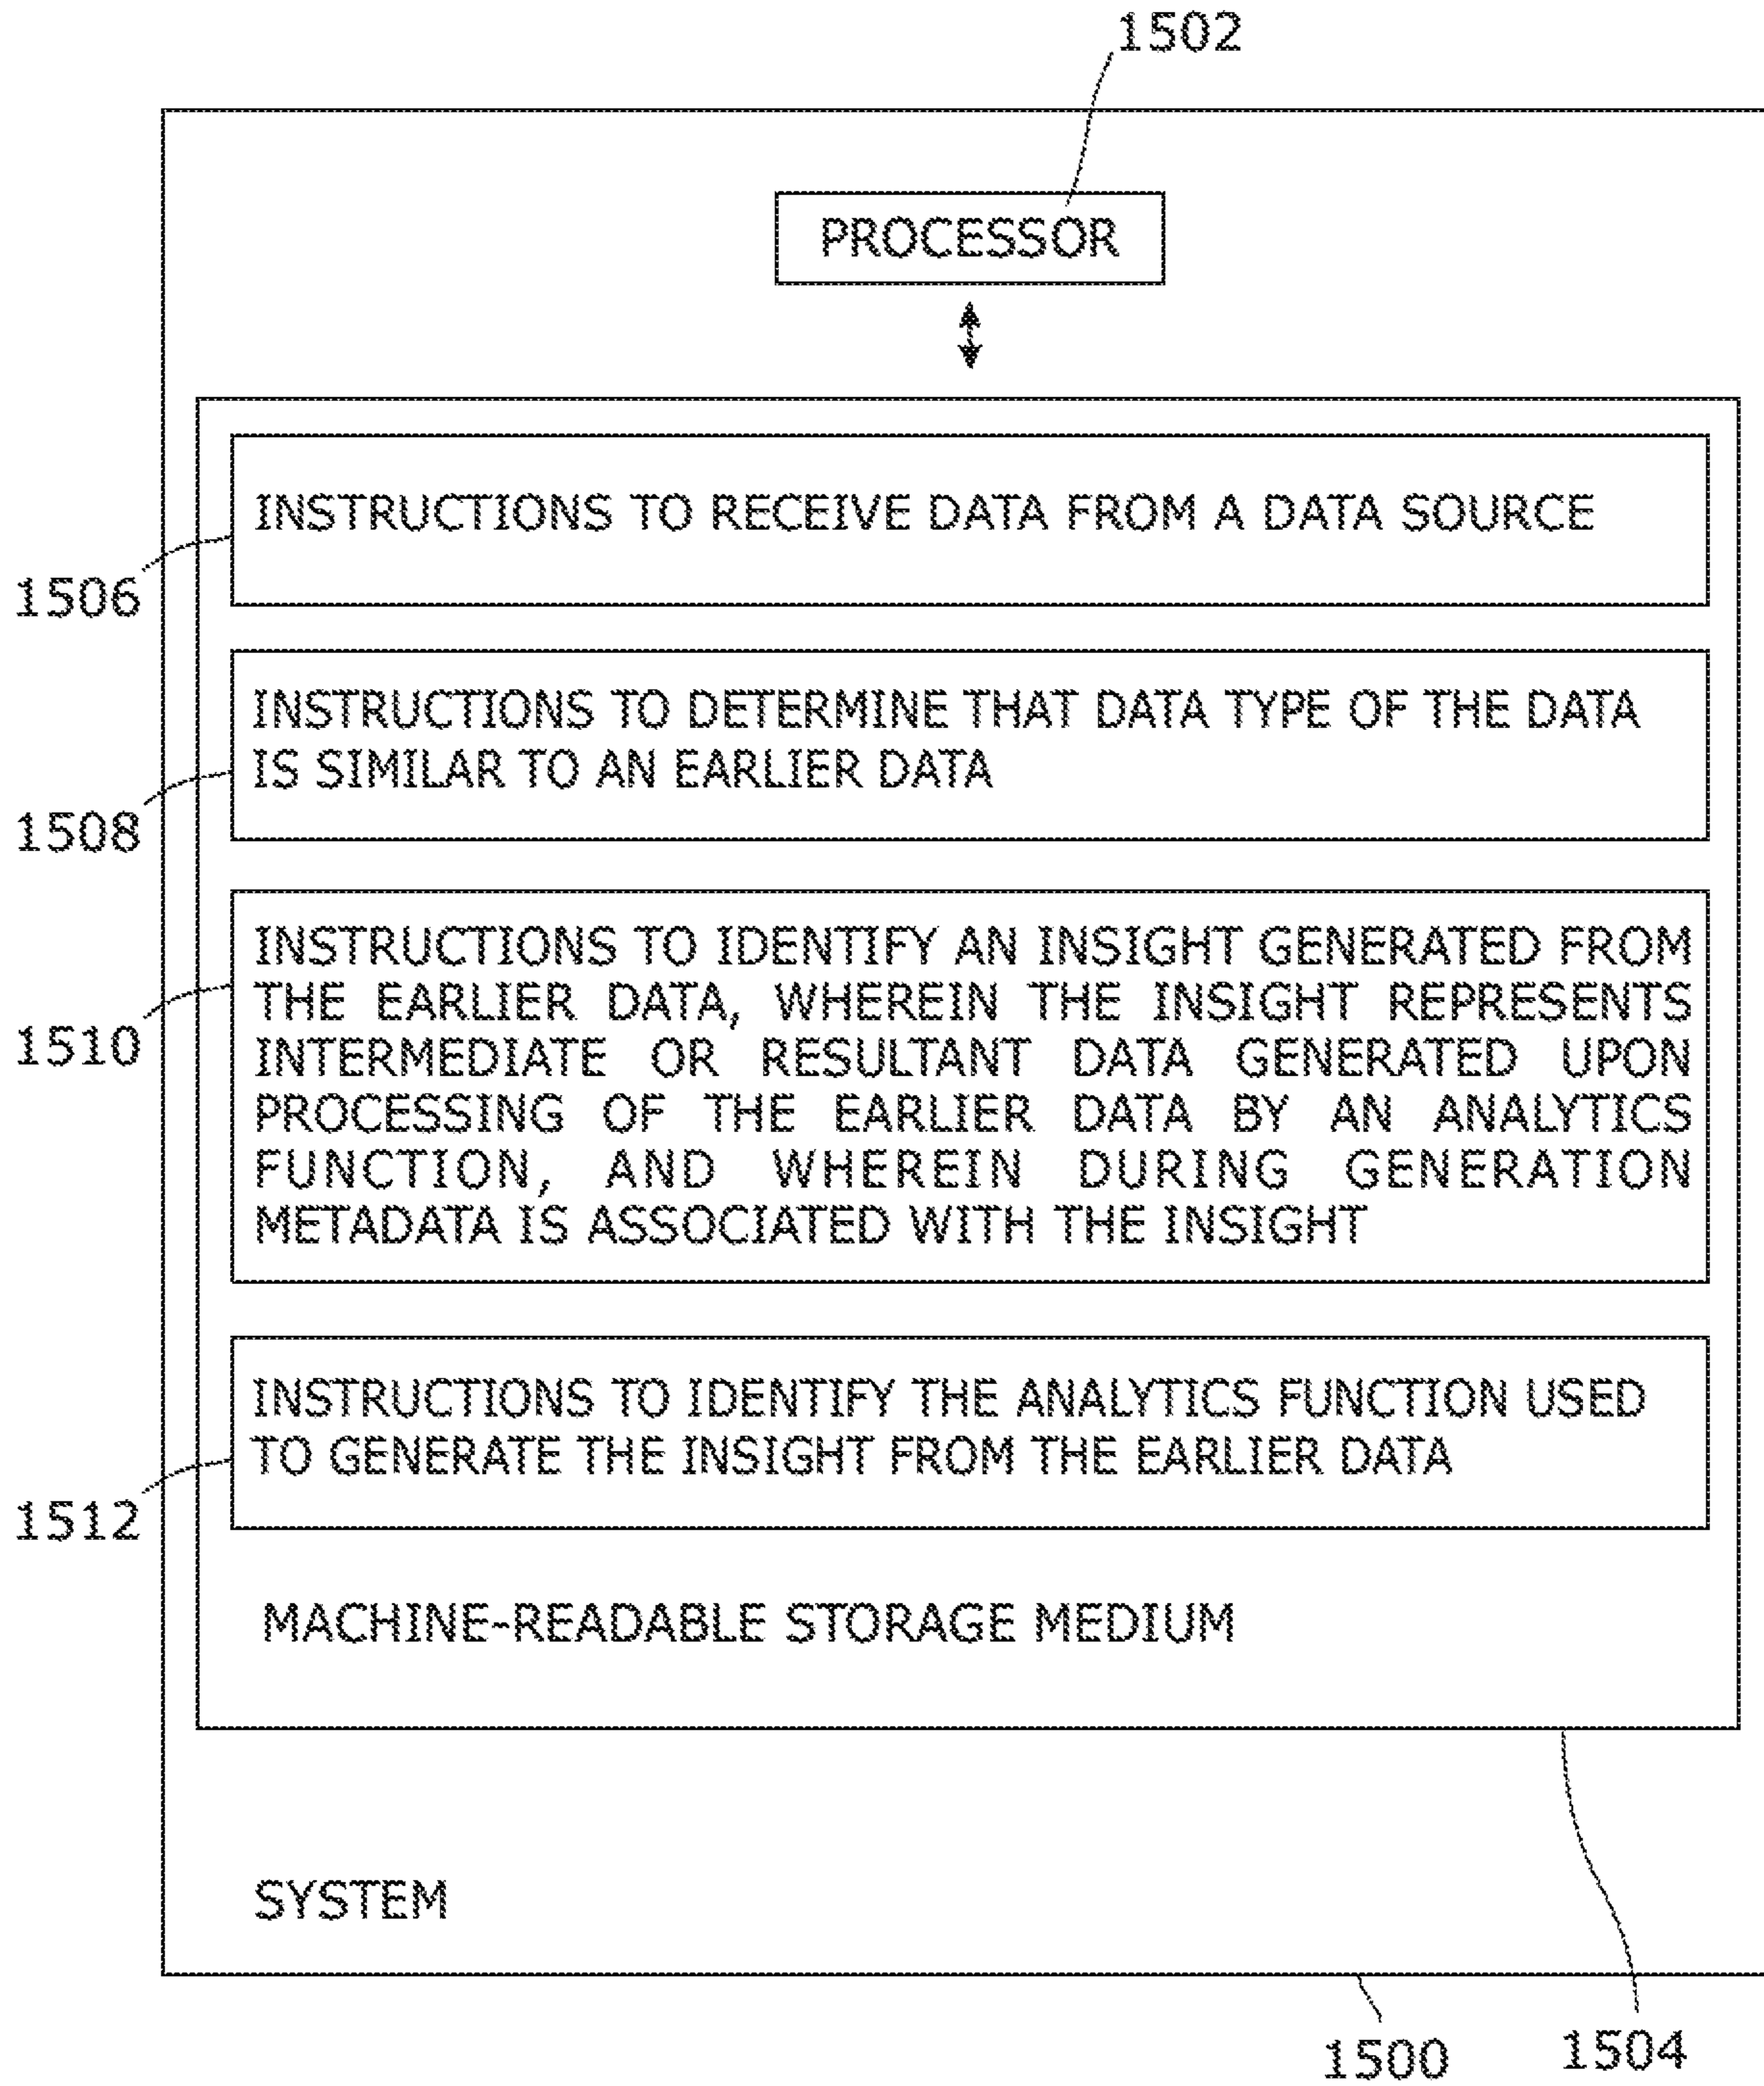 1502
PROCESSOR
INSTRUCTIONS TO RECEIVE DATA FROM A DATA SOURCE
1506
INSTRUCTIONS TO DETERMINE THAT DATA TYPE OF THE DATA
IS SIMILAR TO AN EARLIER DATA
1508
INSTRUCTIONS TO IDENTIFY AN INSIGHT GENERATED FROM
THE EARLIER DATA, WHEREIN THE INSIGHT REPRESENTS
INTERMEDIATE OR RESULTANT DATA GENERATED UPON
PROCESSING OF THE EARLIER DATA BY AN ANALYTICS
FUNCTION, AND WHEREIN DURING GENERATION
METADATA IS ASSOCIATED WITH THE INSIGHT
1510
INSTRUCTIONS TO IDENTIFY THE ANALYTICS FUNCTION USED
TO GENERATE THE INSIGHT FROM THE EARLIER DATA
1512
MACHINE-READABLE STORAGE MEDIUM
SYSTEM
1500
1504